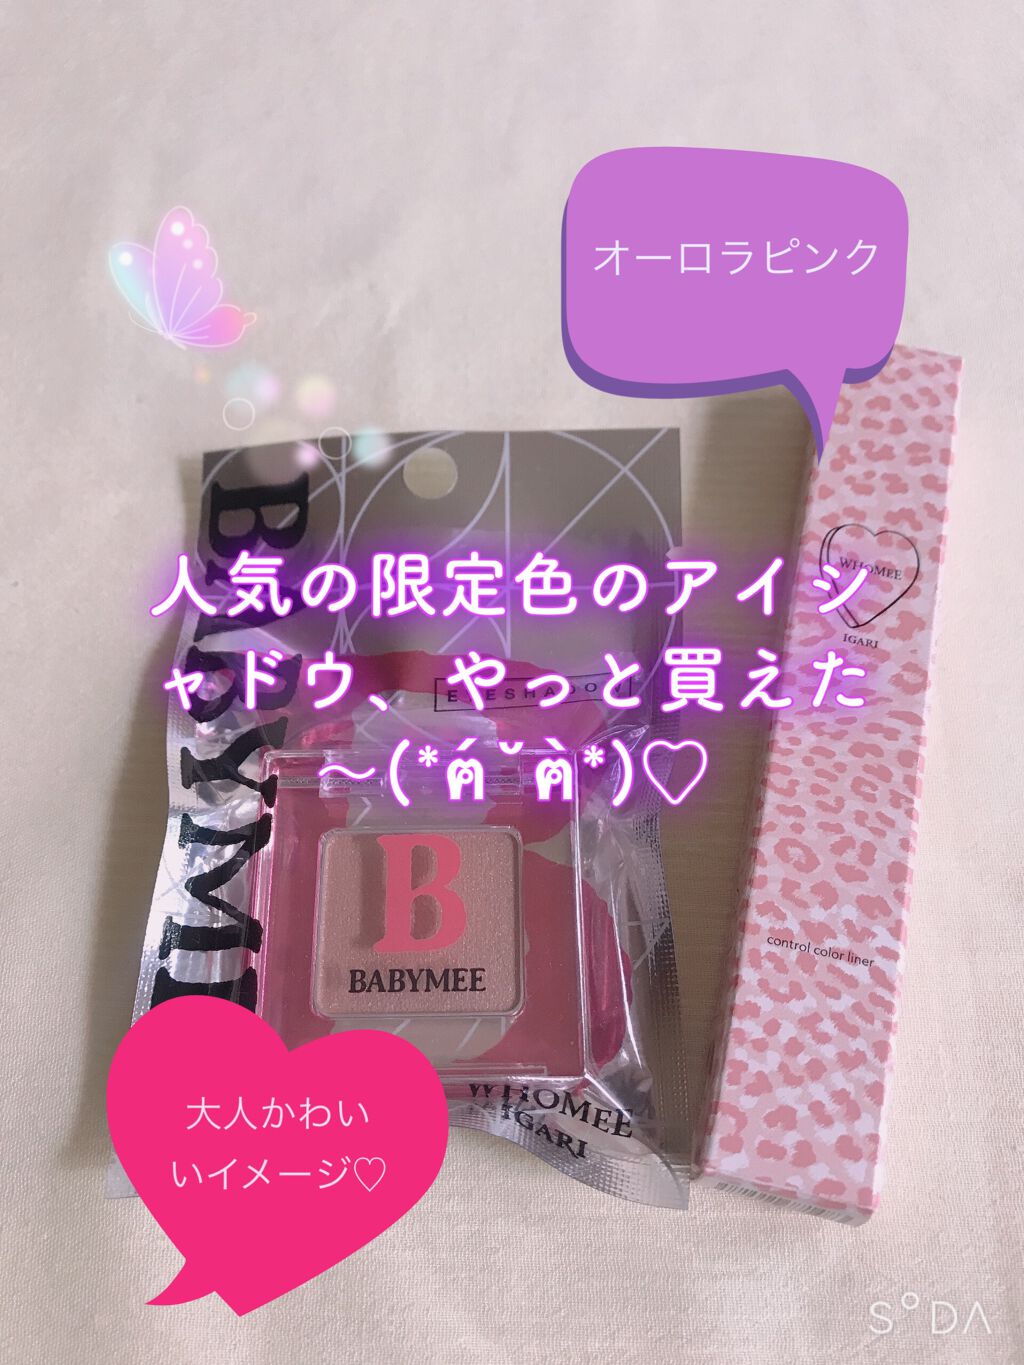 オーロラピンク
BABYMEE
WHOMEE
IGARI
人気の限定色のアイシ
ャドウ、やっと買えた
EYESHADOW
〜(*ฅ́˘ฅ̀*)♡
B
BABYMEE
control color liner
WHOMEE
IGARI
大人かわい
いイメージ♡
S°DA